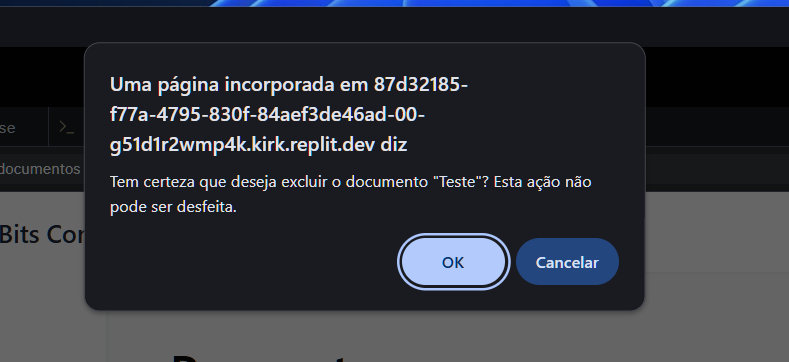 Uma página incorporada em 87d32185-
f77a-4795-830f-84aef3de46ad-00-
g51d1r2wmp4k.kirk.replit.dev diz
se
documentos
Tem certeza que deseja excluir o documento "Teste"? Esta ação não
pode ser desfeita.
Bits Cor
OK
Cancelar